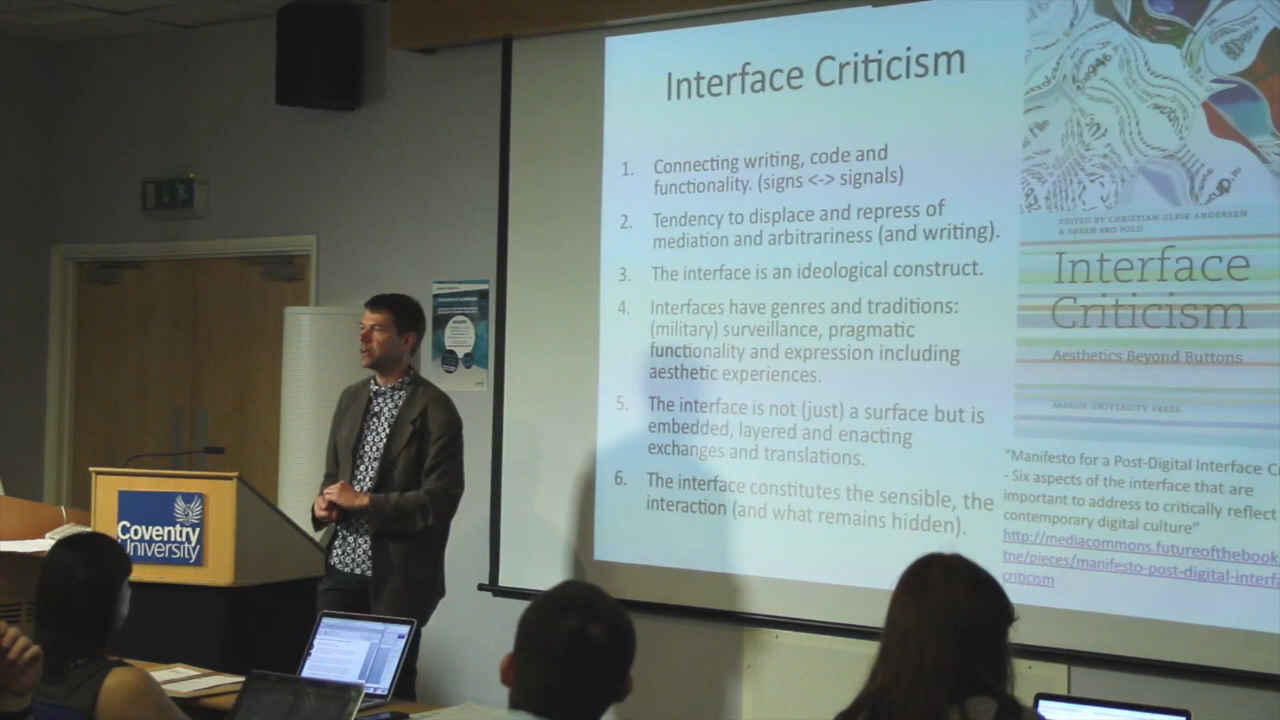 Interface Criticism
1. Connecting writing, code and
functionality. (signs <-> signals)
2. Tendency to displace and repress of
mediation and arbitrariness (and writing).
3. The interface is an ideological construct.
4. Interfaces have genres and traditions:
(military) surveillance, pragmatic
functionality and expression including
aesthetic experiences.
5. The interface is not (just) a surface but is
embedded, layered and enacting
exchanges and translations.
6. The interface constitutes the sensible, the
interaction (and what remains hidden).
EDITED BY CHRISTIAN ULRIK ANDERSEN
& SØREN BRO POLD
Interface
Criticism
Aesthetics Beyond Buttons
AARHUS UNIVERSITY PRESS
"Manifesto for a Post-Digital Interface C
- Six aspects of the interface that are
important to address to critically reflect
contemporary digital culture"
http://mediacommons.futureofthebook.
tne/pieces/manifesto-post-digital-interf
criticism
Coventry
University